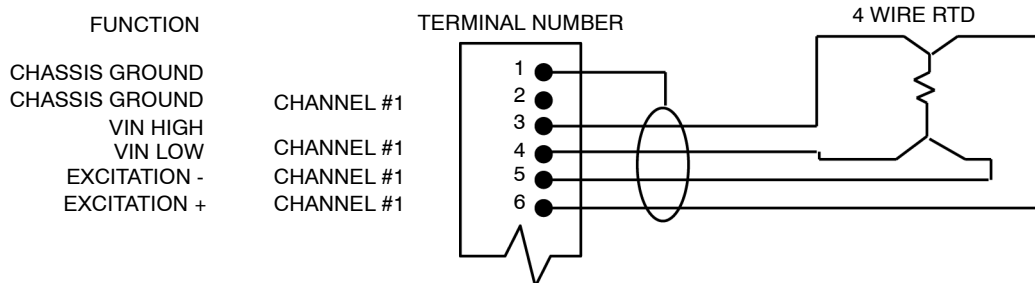 FUNCTION
TERMINAL NUMBER
4 WIRE RTD
CHASSIS GROUND
1
CHASSIS GROUND
CHANNEL #1
2
VIN HIGH
3
VIN LOW
CHANNEL #1
4
EXCITATION -
CHANNEL #1
5
EXCITATION +
CHANNEL #1
6